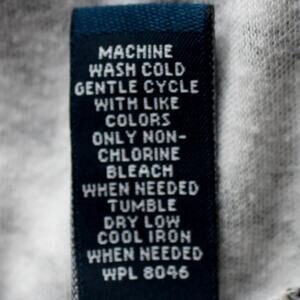 MACHINE
WASH COLD
GENTLE CYCLE
WITH LIKE
COLORS
ONLY NON-
CHLORINE
BLEACH
WHEN NEEDED
TUMBLE
DRY LOW
COOL IRON
WHEN NEEDED
WPL 8046